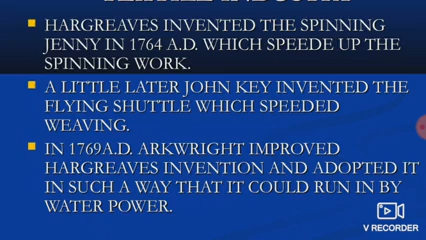 TEXTILE INDUSTRY
HARGREAVES INVENTED THE SPINNING
JENNY IN 1764 A.D. WHICH SPEEDE UP THE
SPINNING WORK.
A LITTLE LATER JOHN KEY INVENTED THE
FLYING SHUTTLE WHICH SPEEDED
WEAVING.
IN 1769A.D. ARKWRIGHT IMPROVED
HARGREAVES INVENTION AND ADOPTED IT
IN SUCH A WAY THAT IT COULD RUN IN BY
WATER POWER.
V RECORDER